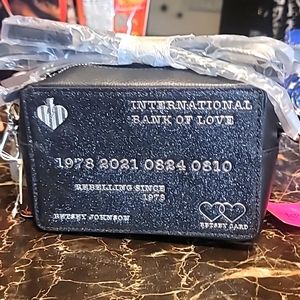 INTERNATIONAL
BANK OF LOVE
1978 2021 0824 0810
REBELLING SINCE
1978
BETSEY JOHNSON
BETSEY CARD